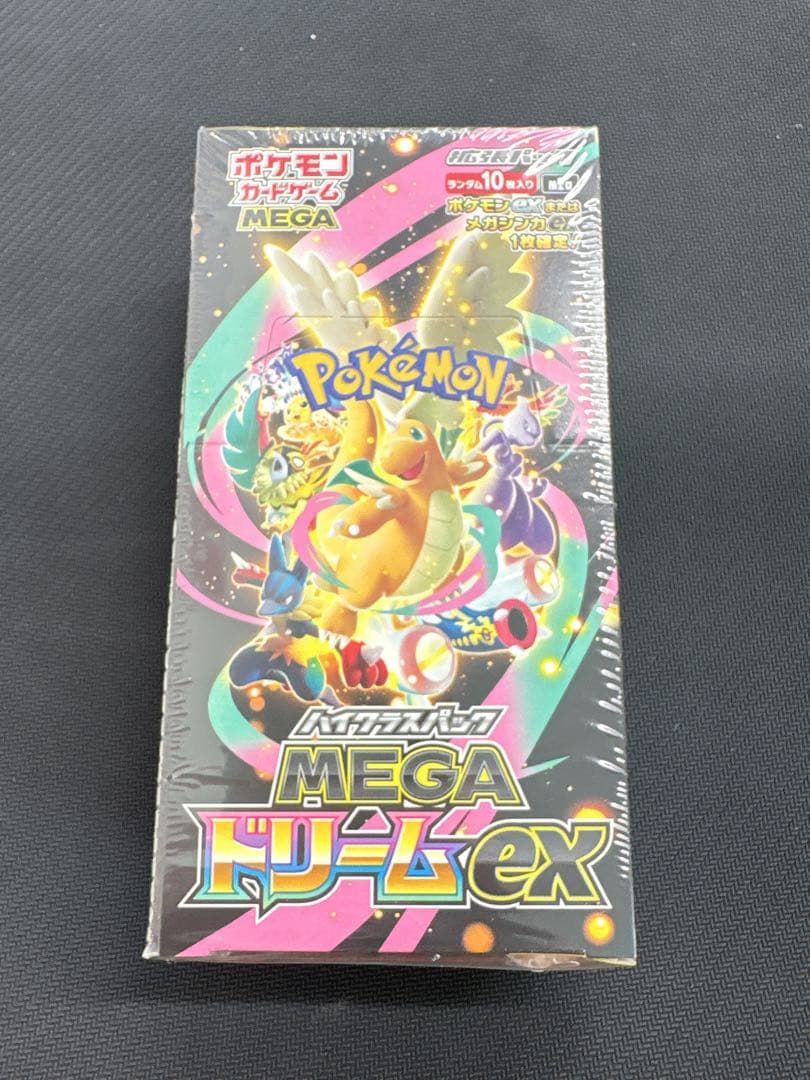 ポケモン
カードゲーム
MEGA
拡張パック
ランダム10枚入り
ポケモンexまたは
メガシンカex
1枚確定
POKÉMON
ハイクラスパック
MEGA
ドリームex